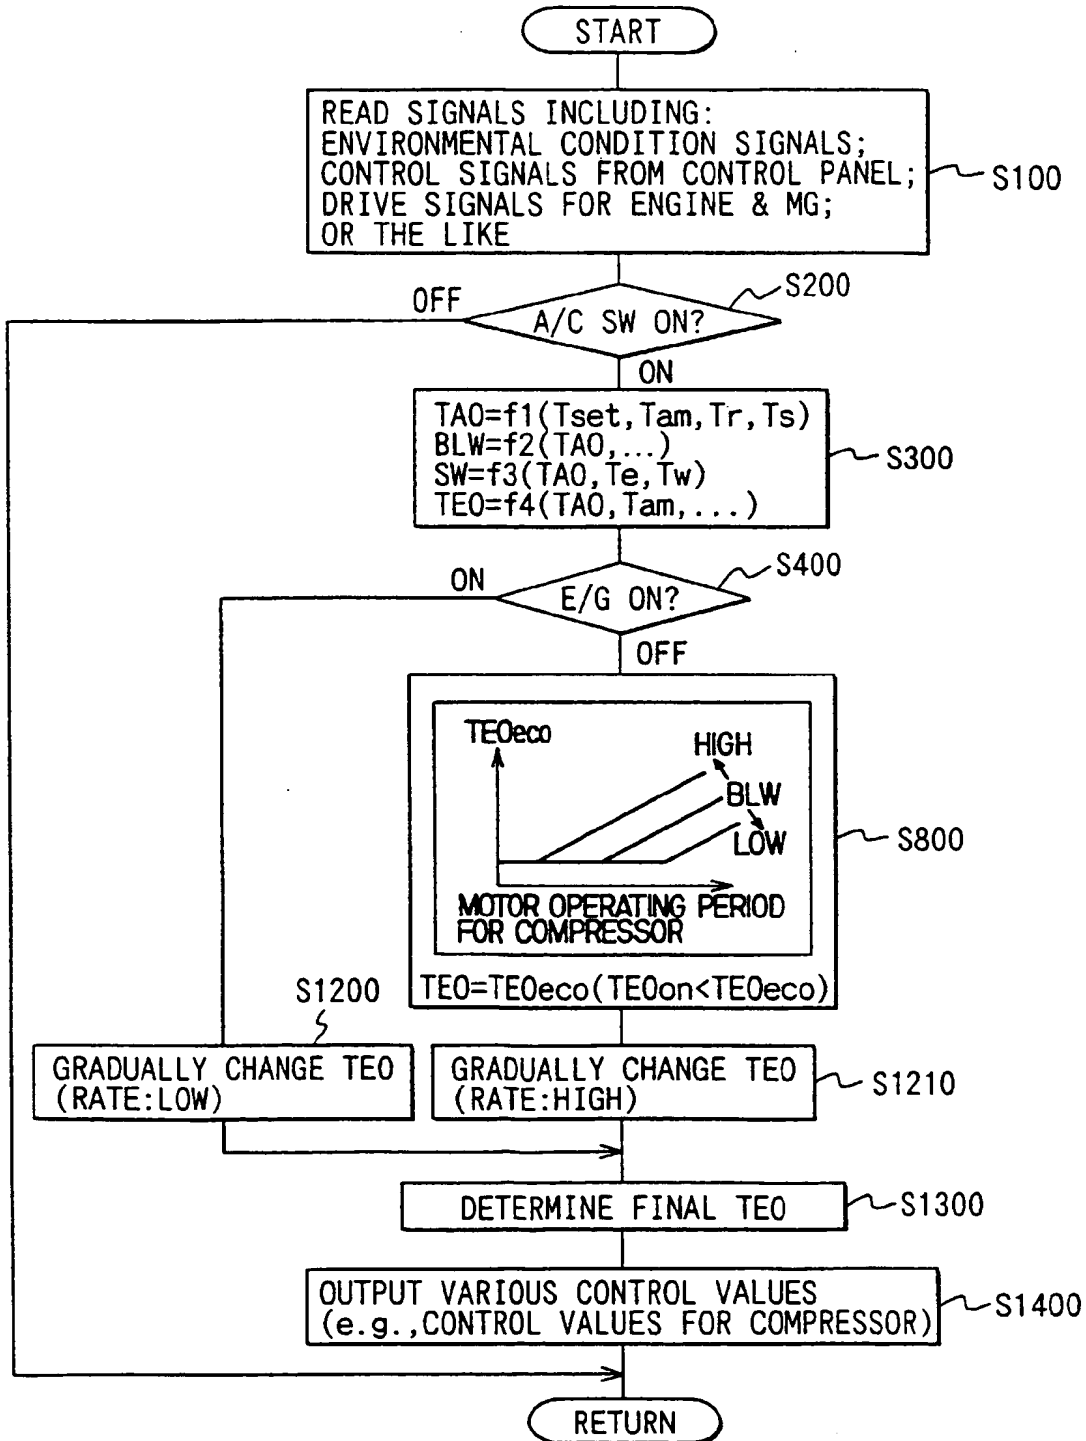 START
READ SIGNALS INCLUDING:
ENVIRONMENTAL CONDITION SIGNALS;
CONTROL SIGNALS FROM CONTROL PANEL;
DRIVE SIGNALS FOR ENGINE & MG;
OR THE LIKE
S100
OFF
A/C SW ON?
S200
ON
TAO=f1(Tset,Tam,Tr,Ts)
BLW=f2(TAO,...)
SW=f3(TAO,Te,Tw)
TEO=f4(TAO,Tam,...)
S300
ON
E/G ON?
S400
OFF
TEOeco
HIGH
BLW
LOW
MOTOR OPERATING PERIOD
FOR COMPRESSOR
TEO=TEOeco(TEOon<TEOeco)
S800
S1200
GRADUALLY CHANGE TEO
(RATE:LOW)
GRADUALLY CHANGE TEO
(RATE:HIGH)
S1210
DETERMINE FINAL TEO
S1300
OUTPUT VARIOUS CONTROL VALUES
(e.g.,CONTROL VALUES FOR COMPRESSOR)
S1400
RETURN